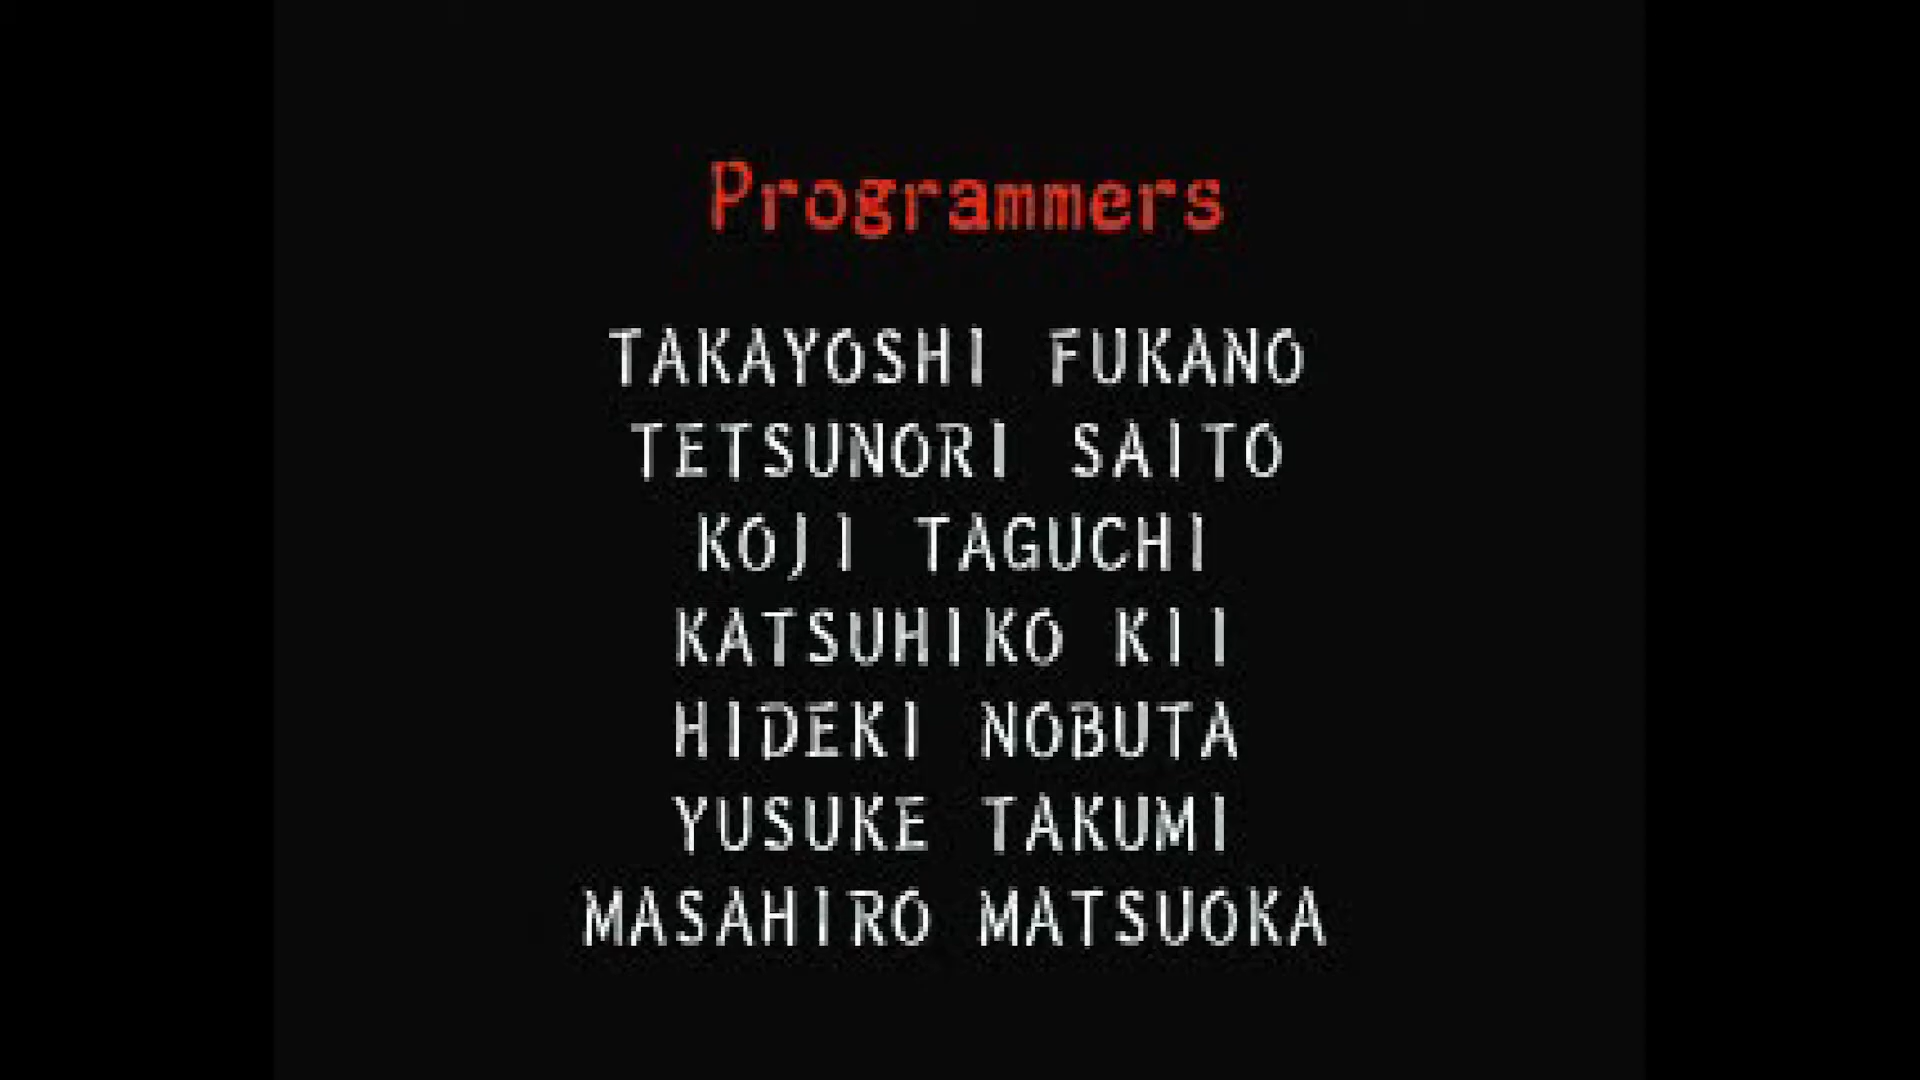 Programmers
TAKAYOSHI FUKANO
TETSUNORI SAITO
KOJI TAGUCHI
KATSUHIKO KII
HIDEKI NOBUTA
YUSUKE TAKUMI
MASAHIRO MATSUOKA